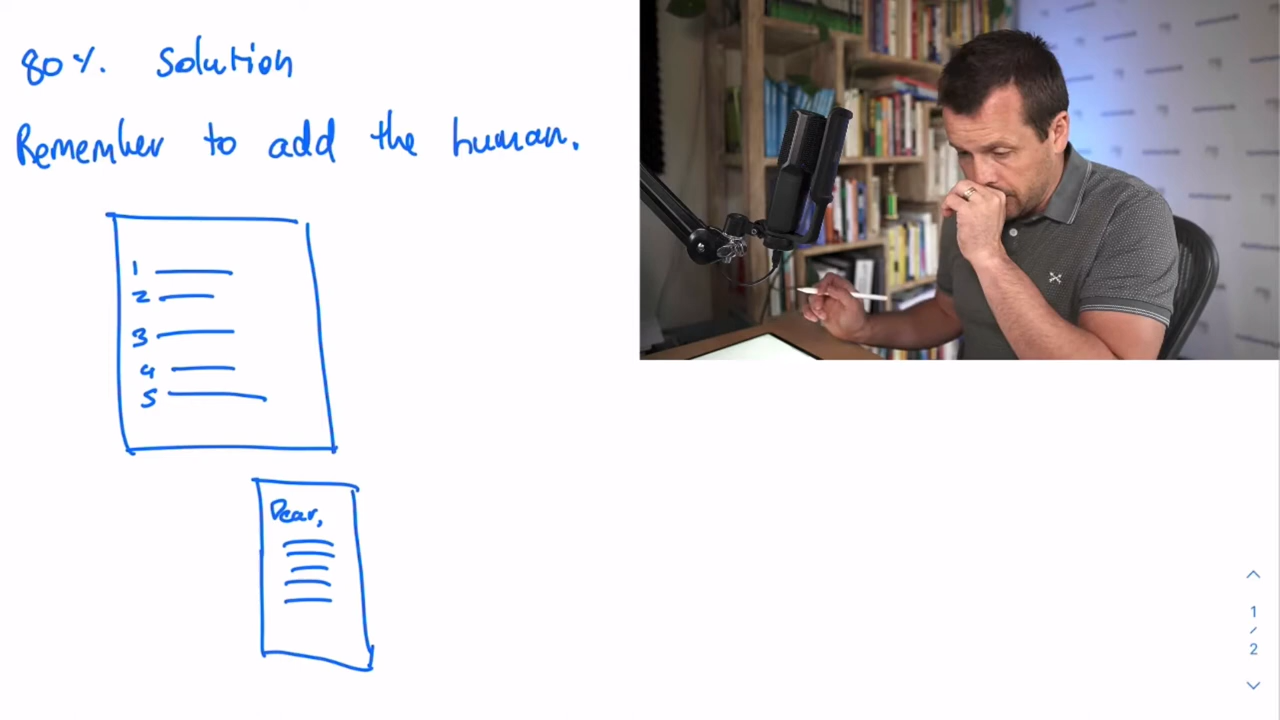 80%. Solution
Remember to add the human.
1
2
3
4
5
Dear,
1
/
2